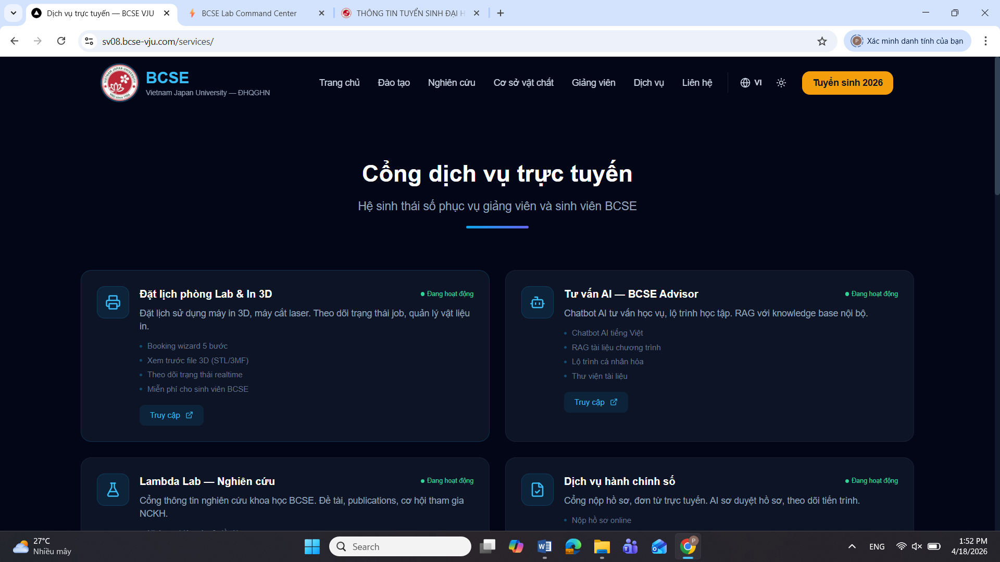 Dịch vụ trực tuyến — BCSE VJU
BCSE Lab Command Center
THÔNG TIN TUYỂN SINH ĐẠI H
sv08.bcse-vju.com/services/
P
Xác minh danh tính của bạn
BCSE
Vietnam Japan University — ĐHQGHN
Trang chủ
Đào tạo
Nghiên cứu
Cơ sở vật chất
Giảng viên
Dịch vụ
Liên hệ
VI
Tuyển sinh 2026
Cổng dịch vụ trực tuyến
Hệ sinh thái số phục vụ giảng viên và sinh viên BCSE
Đặt lịch phòng Lab & In 3D
Đang hoạt động
Đặt lịch sử dụng máy in 3D, máy cắt laser. Theo dõi trạng thái job, quản lý vật liệu
in.
Booking wizard 5 bước
Xem trước file 3D (STL/3MF)
Theo dõi trạng thái realtime
Miễn phí cho sinh viên BCSE
Truy cập
Tư vấn AI — BCSE Advisor
Đang hoạt động
Chatbot AI tư vấn học vụ, lộ trình học tập. RAG với knowledge base nội bộ.
Chatbot AI tiếng Việt
RAG tài liệu chương trình
Lộ trình cá nhân hóa
Thư viện tài liệu
Truy cập
Lambda Lab — Nghiên cứu
Đang hoạt động
Cổng thông tin nghiên cứu khoa học BCSE. Đề tài, publications, cơ hội tham gia
NCKH.
Dịch vụ hành chính số
Đang hoạt động
Cổng nộp hồ sơ, đơn từ trực tuyến. AI sơ duyệt hồ sơ, theo dõi tiến trình.
Nộp hồ sơ online
27°C
Nhiều mây
Search
P
ENG
1:52 PM
4/18/2026